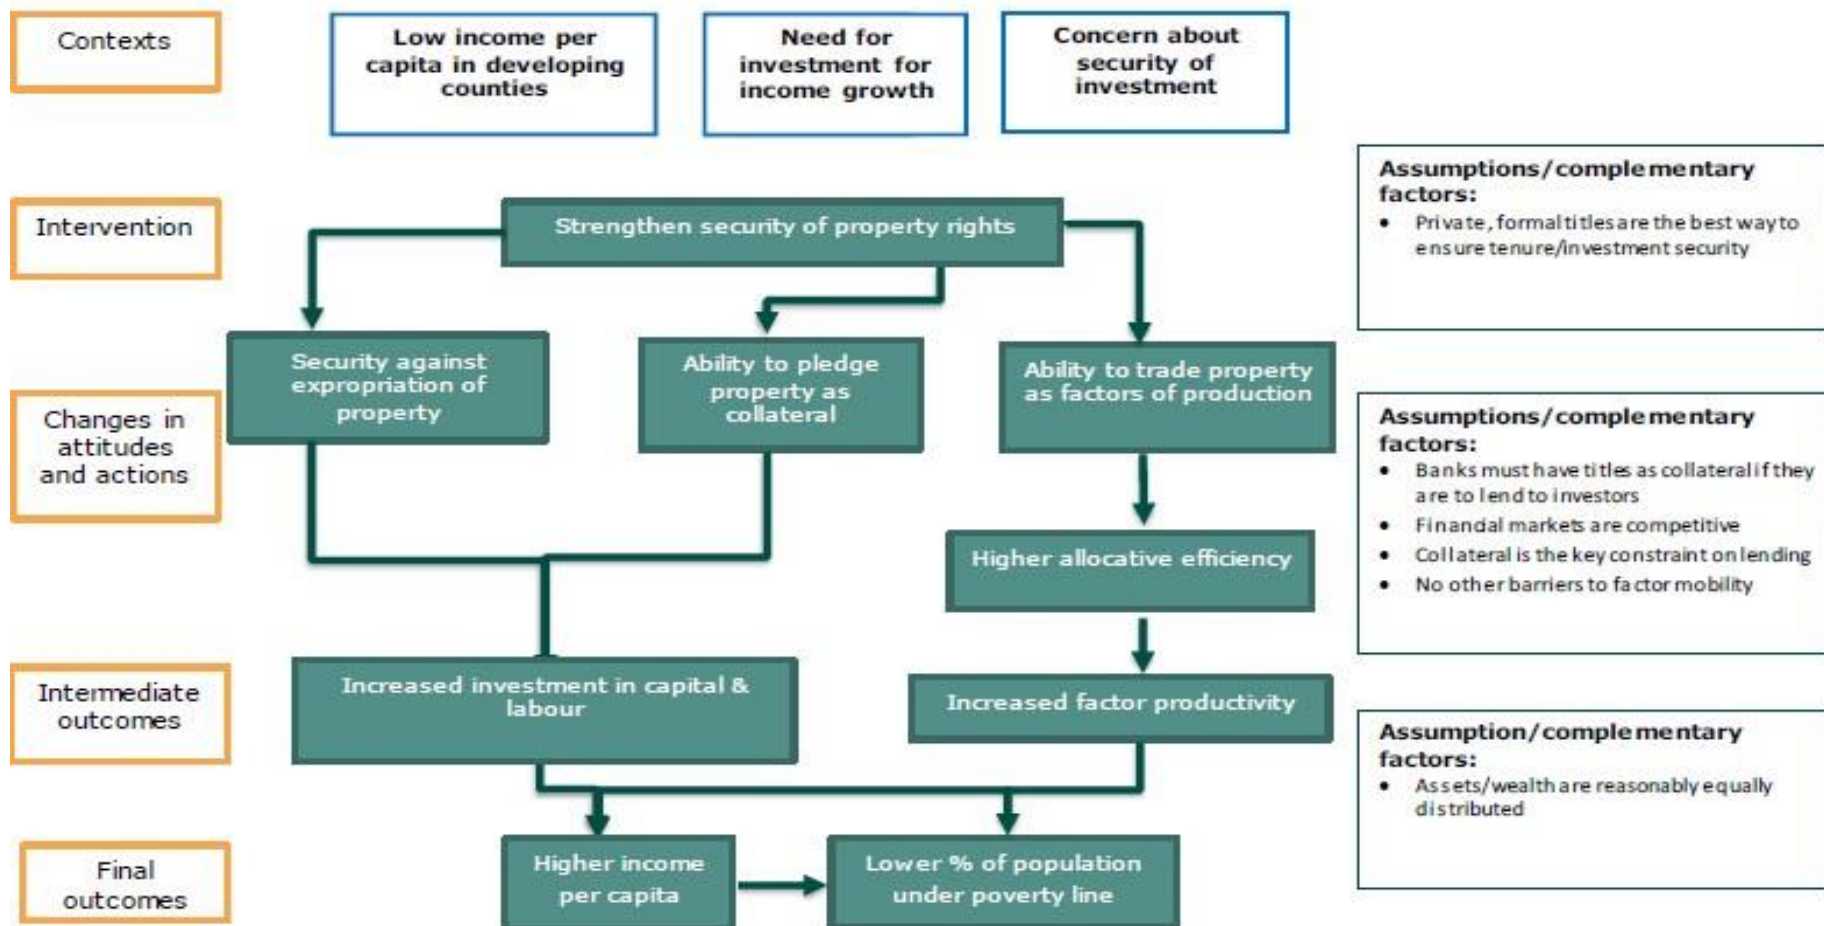 Contexts
Low income per
capita in developing
counties
Need for
investment for
income growth
Concern about
security of
investment
Intervention
Strengthen security of property rights
Assumptions/complementary
factors:
• Private, formal titles are the best way to
ensure tenure/investment security
Changes in
attitudes
and actions
Security against
expropriation of
property
Ability to pledge
property as
collateral
Ability to trade property
as factors of production
Higher allocative efficiency
Assumptions/complementary
factors:
• Banks must have titles as collateral if they
are to lend to investors
• Financial markets are competitive
• Collateral is the key constraint on lending
• No other barriers to factor mobility
Intermediate
outcomes
Increased investment in capital &
labour
Increased factor productivity
Assumption/complementary
factors:
• Assets/wealth are reasonably equally
distributed
Final
outcomes
Higher income
per capita
Lower % of population
under poverty line